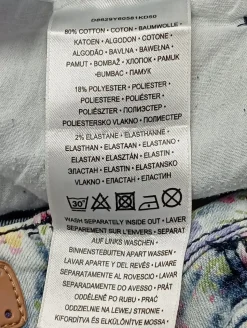 80% COTTON • COTON • BAUMWOLLE •
KATOEN • ALGODON • COTONE •
ALGODÃO • BAVLNA • BAWEŁNA •
PAMUT • BOMBAŽ • ХЛОПОК • PAMUK
• BUMBAC • ПАМУК
18% POLYESTER • POLYESTER •
POLIESTERE • POLIÉSTER •
POLIÉSZTER • ПОЛИЭСТЕР •
POLIESTERSKO VLAKNO • ПОЛИЕСТЕР
2% ELASTANE • ÉLASTHANNE •
ELASTHAN • ELASTAAN • ELASTANO •
ELASTAN • ELASZTÁN • ELASTIN •
ЭЛАСТАН • ELASTIN • ELASTANSKO
VLAKNO • ЕЛАСТАН • ELASTAN
30°
WASH SEPARATELY INSIDE OUT • LAVER
SEPAREMENT SUR L'ENVERS • SEPARAT
AUF LINKS WASCHEN •
BINNENSTEBUITEN APART WASSEN •
LAVAR APARTE Y DEL REVÉS • LAVARE
SEPARATAMENTE AL ROVESCIO • LAVAR
SEPARADAMENTE DO AVESSO • PRÁT
ODDĚLENĚ PO RUBU • PRAĆ
ODDZIELNIE NA LEWEJ STRONIE •
KIFORDÍTVA ÉS ELKÜLÖNÍTVE MOSSA •